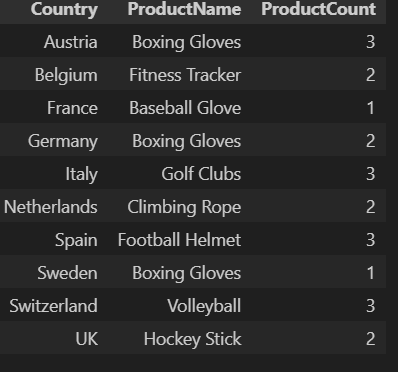 Country ProductName ProductCount
Austria Boxing Gloves 3
Belgium Fitness Tracker 2
France Baseball Glove 1
Germany Boxing Gloves 2
Italy Golf Clubs 3
Netherlands Climbing Rope 2
Spain Football Helmet 3
Sweden Boxing Gloves 1
Switzerland Volleyball 3
UK Hockey Stick 2